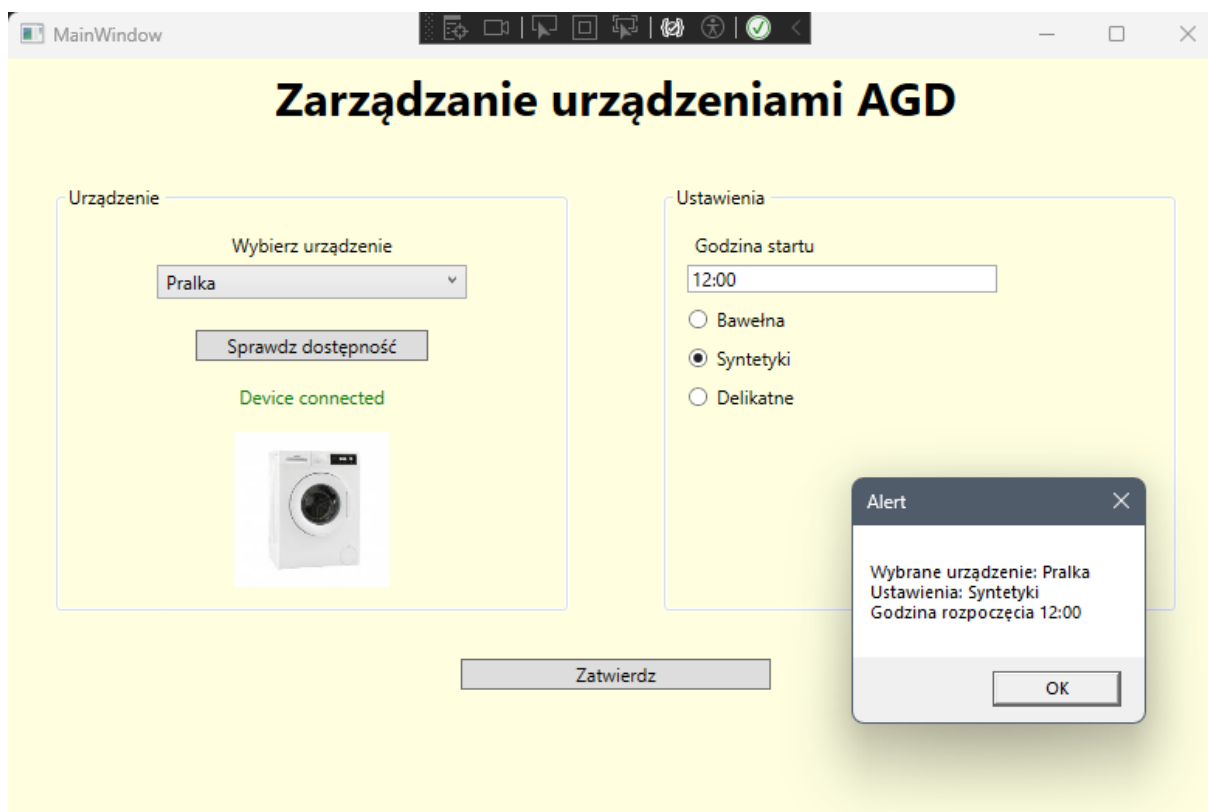 MainWindow
Zarządzanie urządzeniami AGD
Urządzenie
Wybierz urządzenie
Pralka
Sprawdz dostępność
Device connected
Ustawienia
Godzina startu
12:00
Bawełna
Syntetyki
Delikatne
Alert
Wybrane urządzenie: Pralka
Ustawienia: Syntetyki
Godzina rozpoczęcia 12:00
OK
Zatwierdz